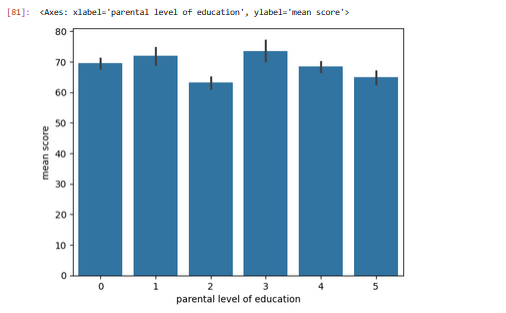 [81]: <Axes: xlabel='parental level of education', ylabel='mean score'>
80
70
60
50
40
30
20
10
0
mean score
0 1 2 3 4 5
parental level of education